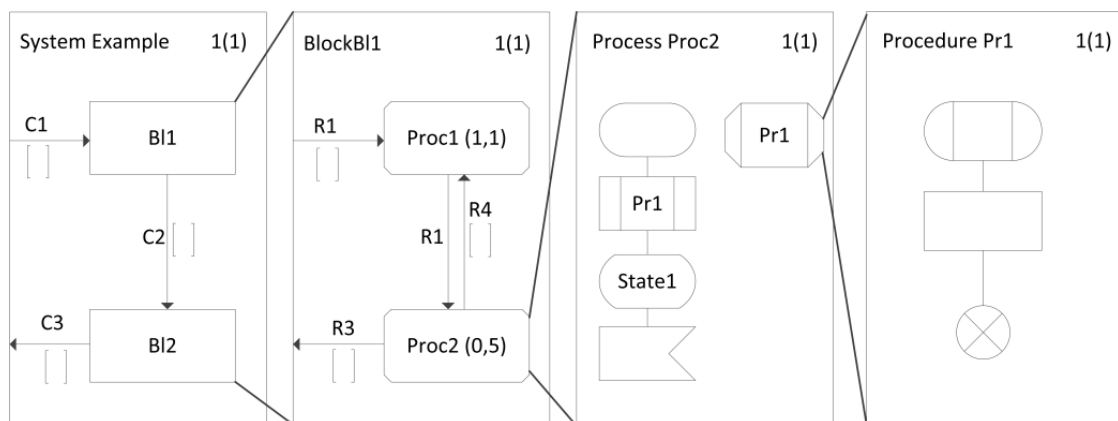 System Example 1(1)
C1
[ ]
Bl1
C2 [ ]
C3
[ ]
Bl2
BlockBl1 1(1)
R1
[ ]
Proc1 (1,1)
R4
R1 [ ]
R3
[ ]
Proc2 (0,5)
Process Proc2 1(1)
Pr1
Pr1
State1
Procedure Pr1 1(1)